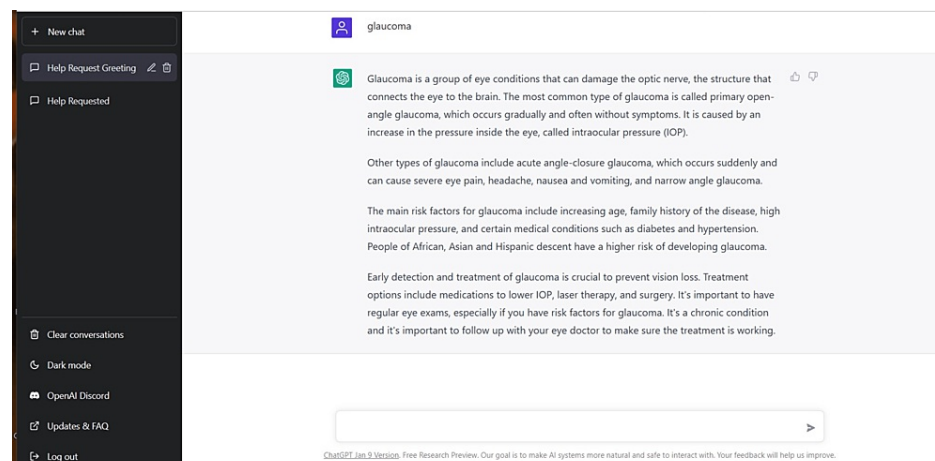 + New chat
Help Request Greeting
Help Requested
Clear conversations
Dark mode
OpenAI Discord
Updates & FAQ
Log out
glaucoma
Glaucoma is a group of eye conditions that can damage the optic nerve, the structure that
connects the eye to the brain. The most common type of glaucoma is called primary open-
angle glaucoma, which occurs gradually and often without symptoms. It is caused by an
increase in the pressure inside the eye, called intraocular pressure (IOP).
Other types of glaucoma include acute angle-closure glaucoma, which occurs suddenly and
can cause severe eye pain, headache, nausea and vomiting, and narrow angle glaucoma.
The main risk factors for glaucoma include increasing age, family history of the disease, high
intraocular pressure, and certain medical conditions such as diabetes and hypertension.
People of African, Asian and Hispanic descent have a higher risk of developing glaucoma.
Early detection and treatment of glaucoma is crucial to prevent vision loss. Treatment
options include medications to lower IOP, laser therapy, and surgery. It's important to have
regular eye exams, especially if you have risk factors for glaucoma. It's a chronic condition
and it's important to follow up with your eye doctor to make sure the treatment is working.
ChatGPT Jan 9 Version. Free Research Preview. Our goal is to make AI systems more natural and safe to interact with. Your feedback will help us improve.